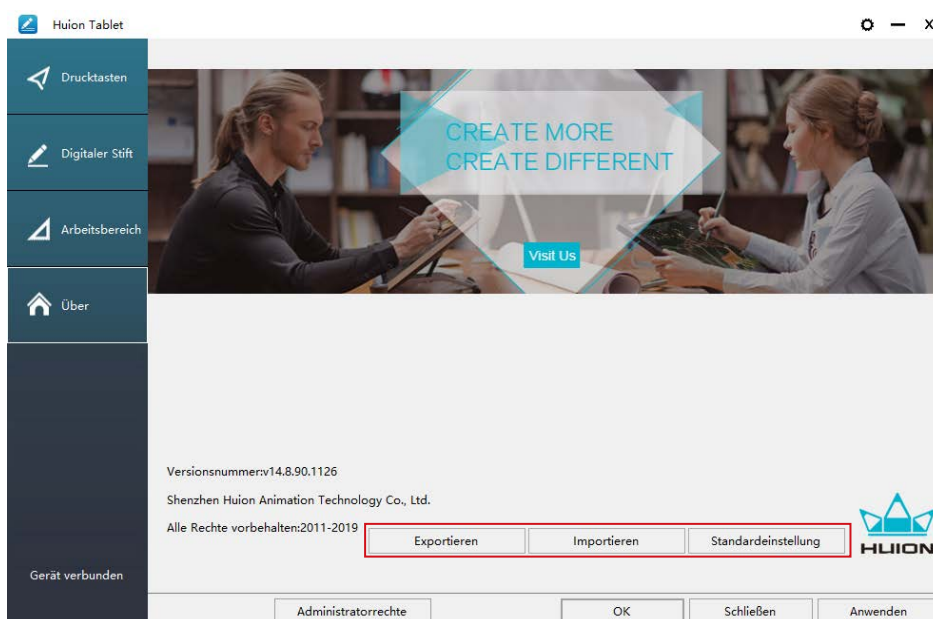 Huion Tablet
Drucktasten
Digitaler Stift
Arbeitsbereich
Über
CREATE MORE
CREATE DIFFERENT
Visit Us
Versionsnummer:v14.8.90.1126
Shenzhen Huion Animation Technology Co., Ltd.
Alle Rechte vorbehalten:2011-2019
Exportieren Importieren Standardeinstellung
HUION
Gerät verbunden
Administratorrechte OK Schließen Anwenden